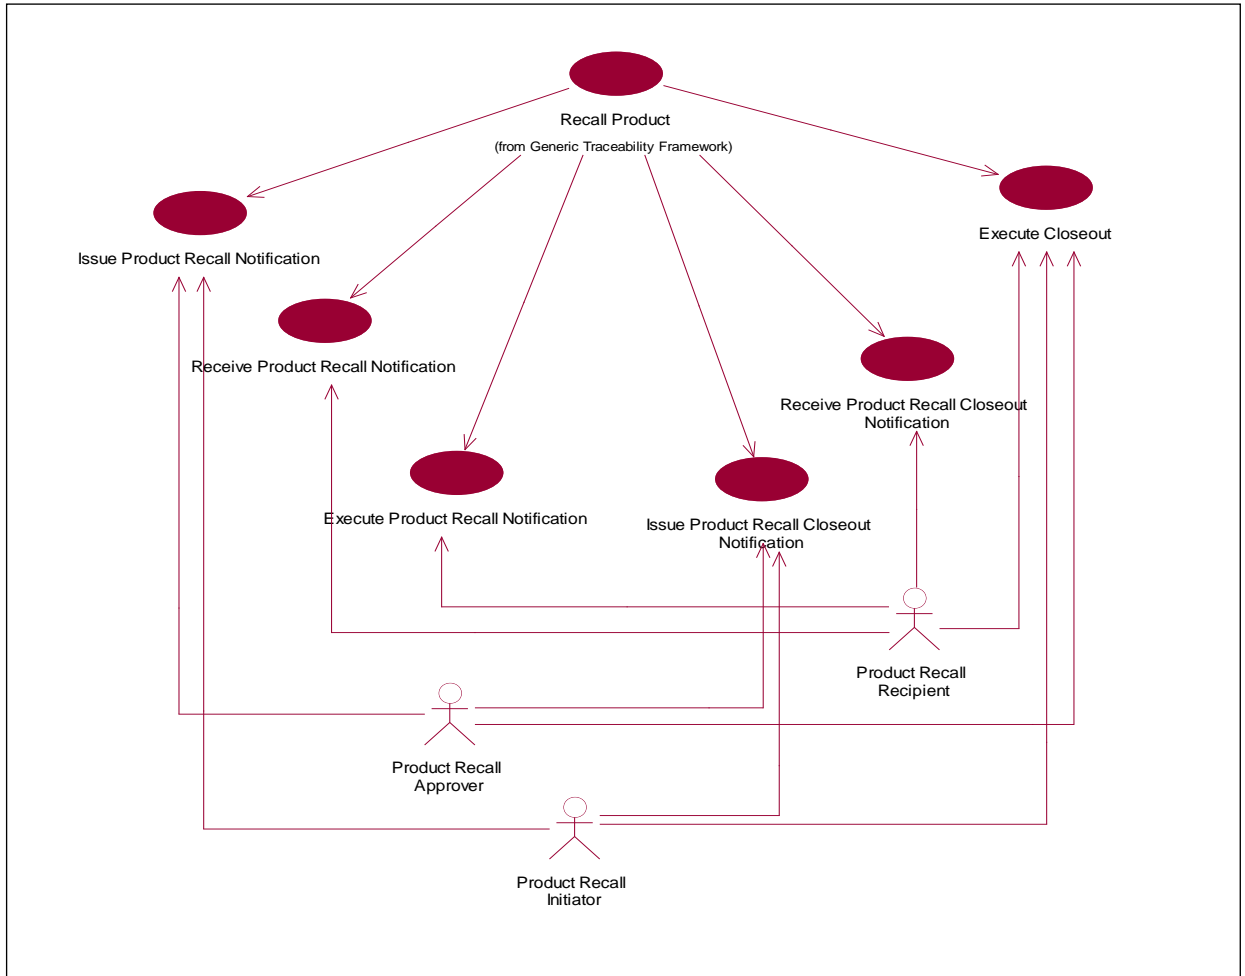 Recall Product
(from Generic Traceability Framework)
Execute Closeout
Issue Product Recall Notification
Receive Product Recall Notification
Receive Product Recall Closeout
Notification
Execute Product Recall Notification
Issue Product Recall Closeout
Notification
Product Recall
Recipient
Product Recall
Approver
Product Recall
Initiator